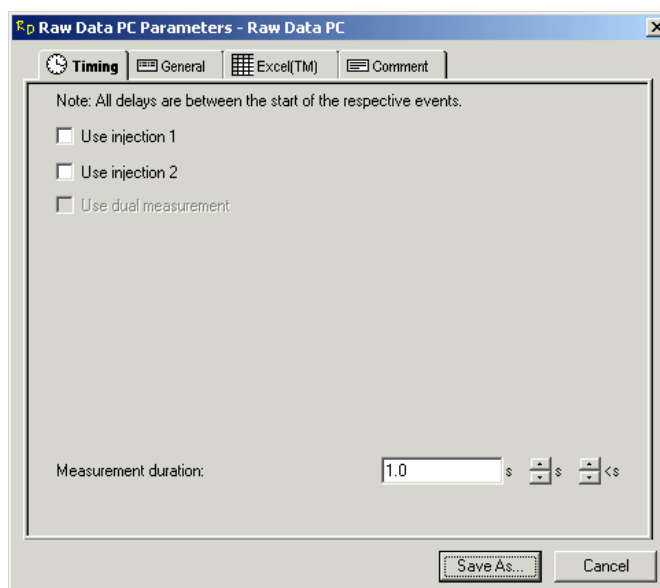 RD Raw Data PC Parameters - Raw Data PC
Timing General Excel(TM) Comment
Note: All delays are between the start of the respective events.
Use injection 1
Use injection 2
Use dual measurement
Measurement duration: 1.0 s s <s
Save As... Cancel